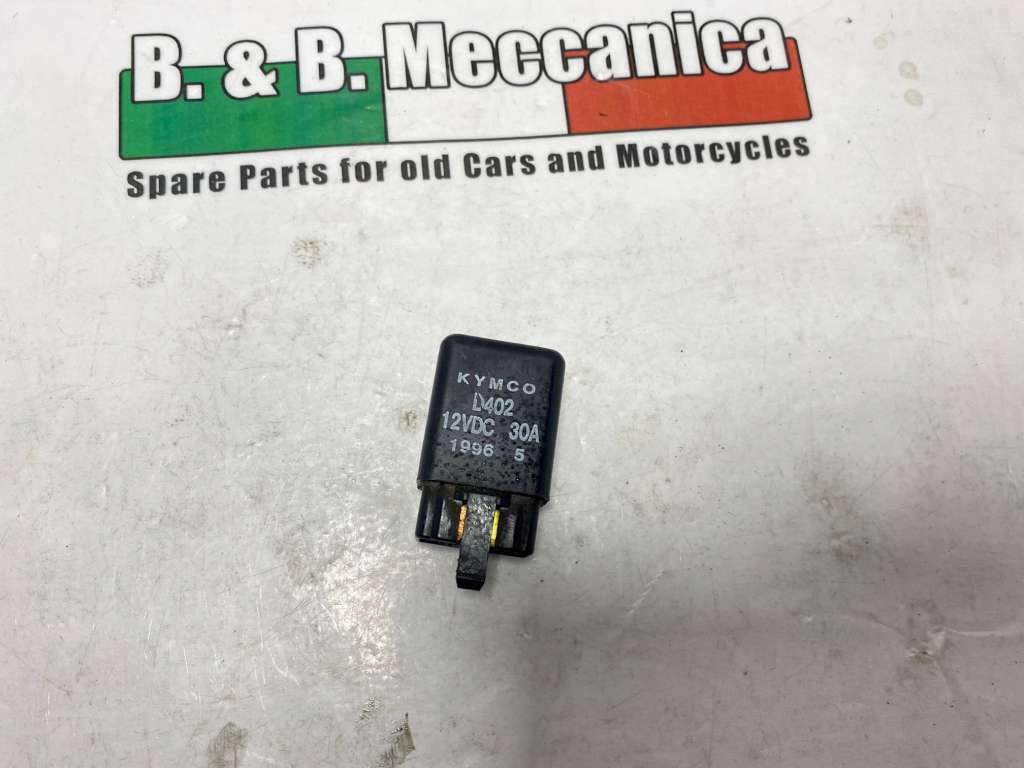 B. & B. Meccanica
Spare Parts for old Cars and Motorcycles
KYMCO
D402
12VDC 30A
1996 5